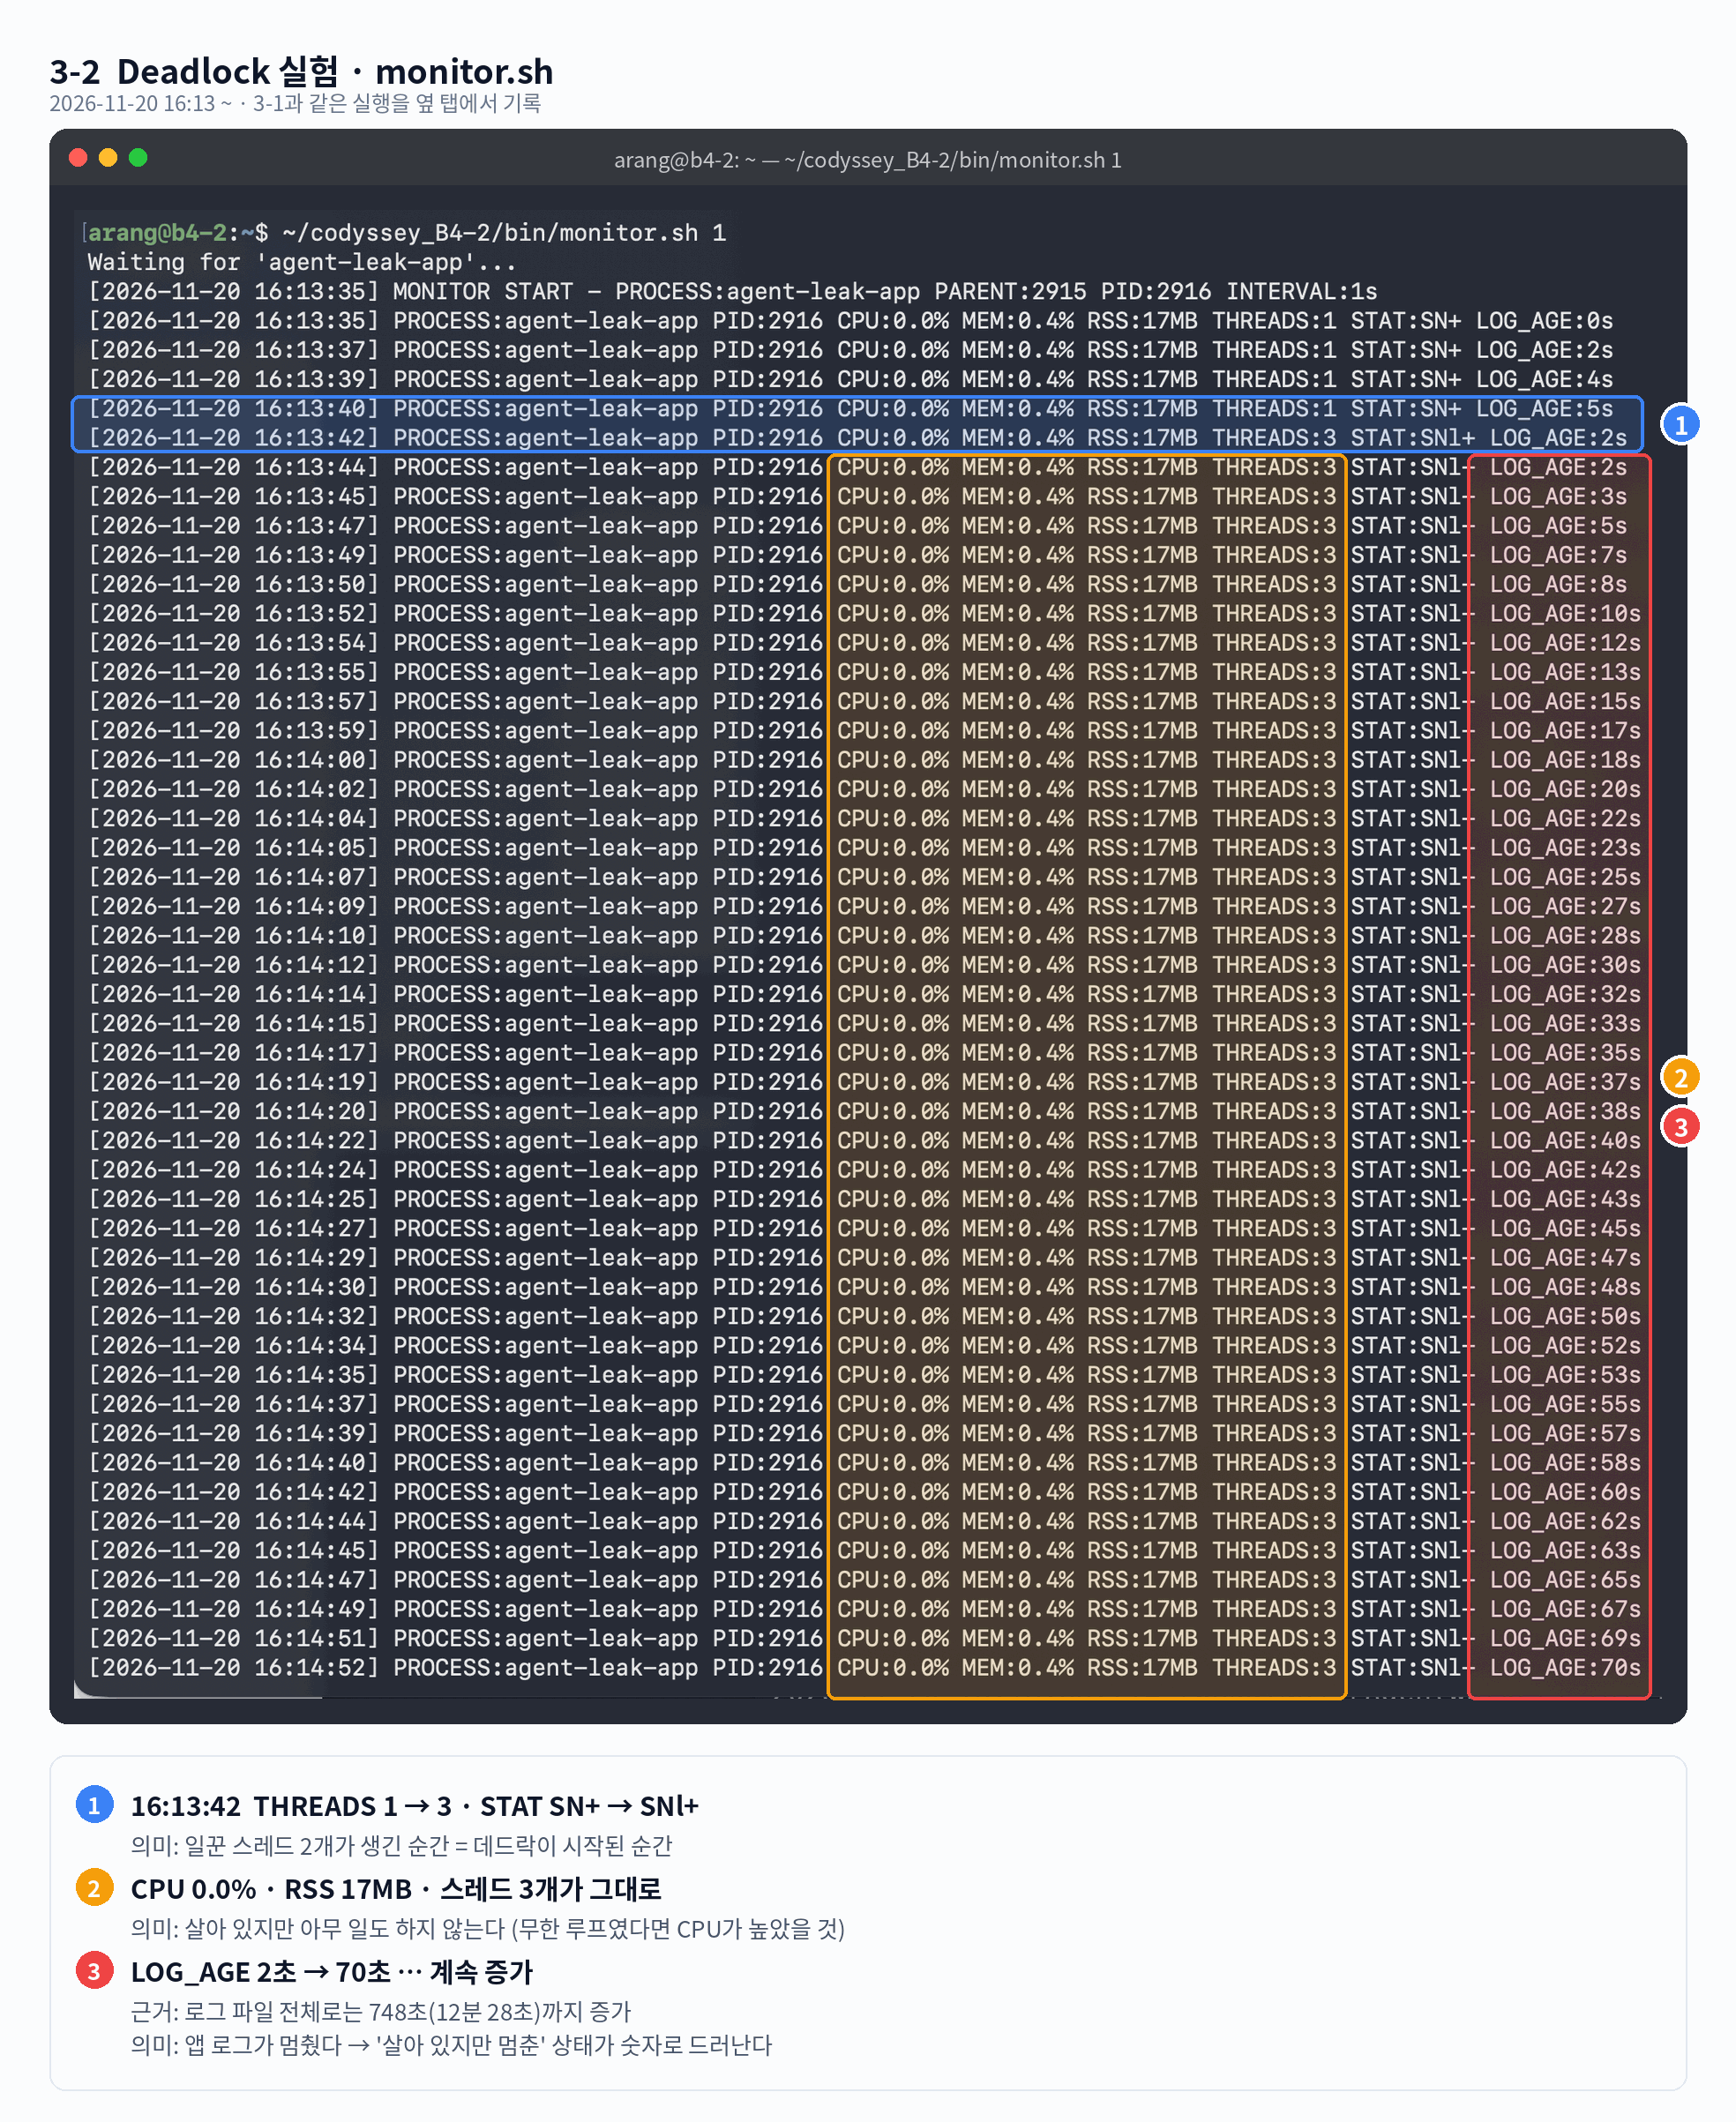 3-2 Deadlock 실험 · monitor.sh
2026-11-20 16:13 ~ · 3-1과 같은 실행을 옆 탭에서 기록
arang@b4-2: ~ — ~/codyssey_B4-2/bin/monitor.sh 1
[arang@b4-2:~$ ~/codyssey_B4-2/bin/monitor.sh 1
Waiting for 'agent-leak-app'...
[2026-11-20 16:13:35] MONITOR START - PROCESS:agent-leak-app PARENT:2915 PID:2916 INTERVAL:1s
[2026-11-20 16:13:35] PROCESS:agent-leak-app PID:2916 CPU:0.0% MEM:0.4% RSS:17MB THREADS:1 STAT:SN+ LOG_AGE:0s
[2026-11-20 16:13:37] PROCESS:agent-leak-app PID:2916 CPU:0.0% MEM:0.4% RSS:17MB THREADS:1 STAT:SN+ LOG_AGE:2s
[2026-11-20 16:13:39] PROCESS:agent-leak-app PID:2916 CPU:0.0% MEM:0.4% RSS:17MB THREADS:1 STAT:SN+ LOG_AGE:4s
[2026-11-20 16:13:40] PROCESS:agent-leak-app PID:2916 CPU:0.0% MEM:0.4% RSS:17MB THREADS:1 STAT:SN+ LOG_AGE:5s
[2026-11-20 16:13:42] PROCESS:agent-leak-app PID:2916 CPU:0.0% MEM:0.4% RSS:17MB THREADS:3 STAT:SNl+ LOG_AGE:2s
1
[2026-11-20 16:13:44] PROCESS:agent-leak-app PID:2916 CPU:0.0% MEM:0.4% RSS:17MB THREADS:3 STAT:SNl+ LOG_AGE:2s
[2026-11-20 16:13:45] PROCESS:agent-leak-app PID:2916 CPU:0.0% MEM:0.4% RSS:17MB THREADS:3 STAT:SNl+ LOG_AGE:3s
[2026-11-20 16:13:47] PROCESS:agent-leak-app PID:2916 CPU:0.0% MEM:0.4% RSS:17MB THREADS:3 STAT:SNl+ LOG_AGE:5s
[2026-11-20 16:13:49] PROCESS:agent-leak-app PID:2916 CPU:0.0% MEM:0.4% RSS:17MB THREADS:3 STAT:SNl+ LOG_AGE:7s
[2026-11-20 16:13:50] PROCESS:agent-leak-app PID:2916 CPU:0.0% MEM:0.4% RSS:17MB THREADS:3 STAT:SNl+ LOG_AGE:8s
[2026-11-20 16:13:52] PROCESS:agent-leak-app PID:2916 CPU:0.0% MEM:0.4% RSS:17MB THREADS:3 STAT:SNl+ LOG_AGE:10s
[2026-11-20 16:13:54] PROCESS:agent-leak-app PID:2916 CPU:0.0% MEM:0.4% RSS:17MB THREADS:3 STAT:SNl+ LOG_AGE:12s
[2026-11-20 16:13:55] PROCESS:agent-leak-app PID:2916 CPU:0.0% MEM:0.4% RSS:17MB THREADS:3 STAT:SNl+ LOG_AGE:13s
[2026-11-20 16:13:57] PROCESS:agent-leak-app PID:2916 CPU:0.0% MEM:0.4% RSS:17MB THREADS:3 STAT:SNl+ LOG_AGE:15s
[2026-11-20 16:13:59] PROCESS:agent-leak-app PID:2916 CPU:0.0% MEM:0.4% RSS:17MB THREADS:3 STAT:SNl+ LOG_AGE:17s
[2026-11-20 16:14:00] PROCESS:agent-leak-app PID:2916 CPU:0.0% MEM:0.4% RSS:17MB THREADS:3 STAT:SNl+ LOG_AGE:18s
[2026-11-20 16:14:02] PROCESS:agent-leak-app PID:2916 CPU:0.0% MEM:0.4% RSS:17MB THREADS:3 STAT:SNl+ LOG_AGE:20s
[2026-11-20 16:14:04] PROCESS:agent-leak-app PID:2916 CPU:0.0% MEM:0.4% RSS:17MB THREADS:3 STAT:SNl+ LOG_AGE:22s
[2026-11-20 16:14:05] PROCESS:agent-leak-app PID:2916 CPU:0.0% MEM:0.4% RSS:17MB THREADS:3 STAT:SNl+ LOG_AGE:23s
[2026-11-20 16:14:07] PROCESS:agent-leak-app PID:2916 CPU:0.0% MEM:0.4% RSS:17MB THREADS:3 STAT:SNl+ LOG_AGE:25s
[2026-11-20 16:14:09] PROCESS:agent-leak-app PID:2916 CPU:0.0% MEM:0.4% RSS:17MB THREADS:3 STAT:SNl+ LOG_AGE:27s
[2026-11-20 16:14:10] PROCESS:agent-leak-app PID:2916 CPU:0.0% MEM:0.4% RSS:17MB THREADS:3 STAT:SNl+ LOG_AGE:28s
[2026-11-20 16:14:12] PROCESS:agent-leak-app PID:2916 CPU:0.0% MEM:0.4% RSS:17MB THREADS:3 STAT:SNl+ LOG_AGE:30s
[2026-11-20 16:14:14] PROCESS:agent-leak-app PID:2916 CPU:0.0% MEM:0.4% RSS:17MB THREADS:3 STAT:SNl+ LOG_AGE:32s
[2026-11-20 16:14:15] PROCESS:agent-leak-app PID:2916 CPU:0.0% MEM:0.4% RSS:17MB THREADS:3 STAT:SNl+ LOG_AGE:33s
[2026-11-20 16:14:17] PROCESS:agent-leak-app PID:2916 CPU:0.0% MEM:0.4% RSS:17MB THREADS:3 STAT:SNl+ LOG_AGE:35s
[2026-11-20 16:14:19] PROCESS:agent-leak-app PID:2916 CPU:0.0% MEM:0.4% RSS:17MB THREADS:3 STAT:SNl+ LOG_AGE:37s
2
[2026-11-20 16:14:20] PROCESS:agent-leak-app PID:2916 CPU:0.0% MEM:0.4% RSS:17MB THREADS:3 STAT:SNl+ LOG_AGE:38s
3
[2026-11-20 16:14:22] PROCESS:agent-leak-app PID:2916 CPU:0.0% MEM:0.4% RSS:17MB THREADS:3 STAT:SNl+ LOG_AGE:40s
[2026-11-20 16:14:24] PROCESS:agent-leak-app PID:2916 CPU:0.0% MEM:0.4% RSS:17MB THREADS:3 STAT:SNl+ LOG_AGE:42s
[2026-11-20 16:14:25] PROCESS:agent-leak-app PID:2916 CPU:0.0% MEM:0.4% RSS:17MB THREADS:3 STAT:SNl+ LOG_AGE:43s
[2026-11-20 16:14:27] PROCESS:agent-leak-app PID:2916 CPU:0.0% MEM:0.4% RSS:17MB THREADS:3 STAT:SNl+ LOG_AGE:45s
[2026-11-20 16:14:29] PROCESS:agent-leak-app PID:2916 CPU:0.0% MEM:0.4% RSS:17MB THREADS:3 STAT:SNl+ LOG_AGE:47s
[2026-11-20 16:14:30] PROCESS:agent-leak-app PID:2916 CPU:0.0% MEM:0.4% RSS:17MB THREADS:3 STAT:SNl+ LOG_AGE:48s
[2026-11-20 16:14:32] PROCESS:agent-leak-app PID:2916 CPU:0.0% MEM:0.4% RSS:17MB THREADS:3 STAT:SNl+ LOG_AGE:50s
[2026-11-20 16:14:34] PROCESS:agent-leak-app PID:2916 CPU:0.0% MEM:0.4% RSS:17MB THREADS:3 STAT:SNl+ LOG_AGE:52s
[2026-11-20 16:14:35] PROCESS:agent-leak-app PID:2916 CPU:0.0% MEM:0.4% RSS:17MB THREADS:3 STAT:SNl+ LOG_AGE:53s
[2026-11-20 16:14:37] PROCESS:agent-leak-app PID:2916 CPU:0.0% MEM:0.4% RSS:17MB THREADS:3 STAT:SNl+ LOG_AGE:55s
[2026-11-20 16:14:39] PROCESS:agent-leak-app PID:2916 CPU:0.0% MEM:0.4% RSS:17MB THREADS:3 STAT:SNl+ LOG_AGE:57s
[2026-11-20 16:14:40] PROCESS:agent-leak-app PID:2916 CPU:0.0% MEM:0.4% RSS:17MB THREADS:3 STAT:SNl+ LOG_AGE:58s
[2026-11-20 16:14:42] PROCESS:agent-leak-app PID:2916 CPU:0.0% MEM:0.4% RSS:17MB THREADS:3 STAT:SNl+ LOG_AGE:60s
[2026-11-20 16:14:44] PROCESS:agent-leak-app PID:2916 CPU:0.0% MEM:0.4% RSS:17MB THREADS:3 STAT:SNl+ LOG_AGE:62s
[2026-11-20 16:14:45] PROCESS:agent-leak-app PID:2916 CPU:0.0% MEM:0.4% RSS:17MB THREADS:3 STAT:SNl+ LOG_AGE:63s
[2026-11-20 16:14:47] PROCESS:agent-leak-app PID:2916 CPU:0.0% MEM:0.4% RSS:17MB THREADS:3 STAT:SNl+ LOG_AGE:65s
[2026-11-20 16:14:49] PROCESS:agent-leak-app PID:2916 CPU:0.0% MEM:0.4% RSS:17MB THREADS:3 STAT:SNl+ LOG_AGE:67s
[2026-11-20 16:14:51] PROCESS:agent-leak-app PID:2916 CPU:0.0% MEM:0.4% RSS:17MB THREADS:3 STAT:SNl+ LOG_AGE:69s
[2026-11-20 16:14:52] PROCESS:agent-leak-app PID:2916 CPU:0.0% MEM:0.4% RSS:17MB THREADS:3 STAT:SNl+ LOG_AGE:70s
1 16:13:42 THREADS 1 → 3 · STAT SN+ → SNl+
의미: 일꾼 스레드 2개가 생긴 순간 = 데드락이 시작된 순간
2 CPU 0.0% · RSS 17MB · 스레드 3개가 그대로
의미: 살아 있지만 아무 일도 하지 않는다 (무한 루프였다면 CPU가 높았을 것)
3 LOG_AGE 2초 → 70초 … 계속 증가
근거: 로그 파일 전체로는 748초(12분 28초)까지 증가
의미: 앱 로그가 멈췄다 → '살아 있지만 멈춘' 상태가 숫자로 드러난다